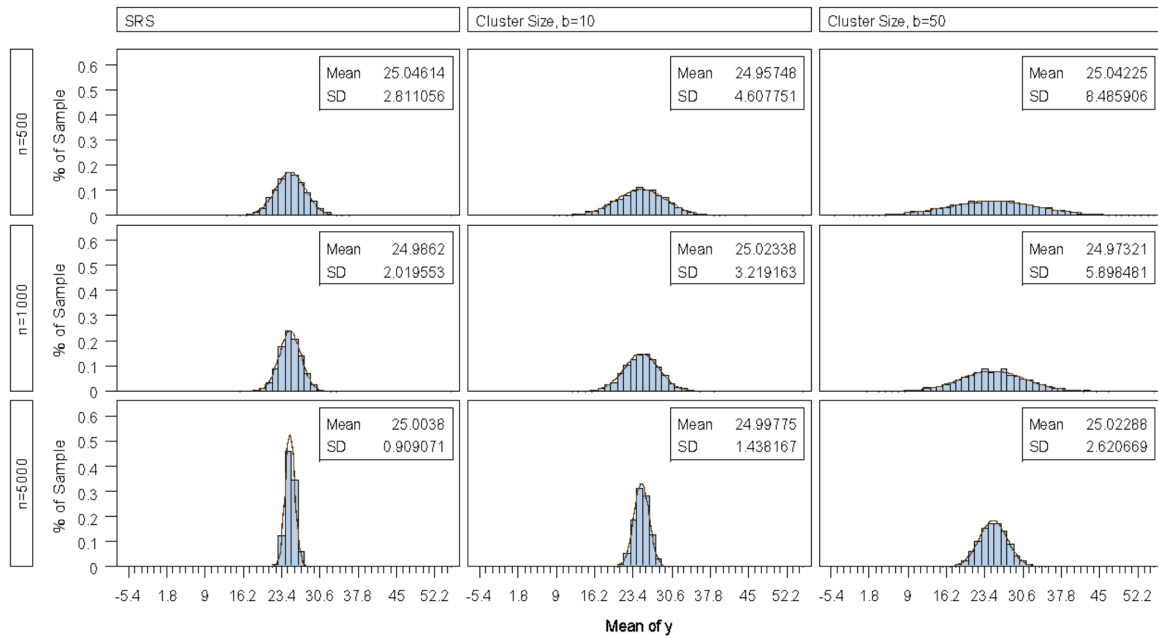 SRS
Cluster Size, b=10
Cluster Size, b=50
n=500
% of Sample
0.6
0.5
0.4
0.3
0.2
0.1
0
Mean 25.04614
SD 2.811056
Mean 24.95748
SD 4.607751
Mean 25.04225
SD 8.485906
n=1000
% of Sample
0.6
0.5
0.4
0.3
0.2
0.1
0
Mean 24.9862
SD 2.019553
Mean 25.02338
SD 3.219163
Mean 24.97321
SD 5.898481
n=5000
% of Sample
0.6
0.5
0.4
0.3
0.2
0.1
0
Mean 25.0038
SD 0.909071
Mean 24.99775
SD 1.438167
Mean 25.02288
SD 2.620669
-5.4 1.8 9 16.2 23.4 30.6 37.8 45 52.2
-5.4 1.8 9 16.2 23.4 30.6 37.8 45 52.2
-5.4 1.8 9 16.2 23.4 30.6 37.8 45 52.2
Mean of y